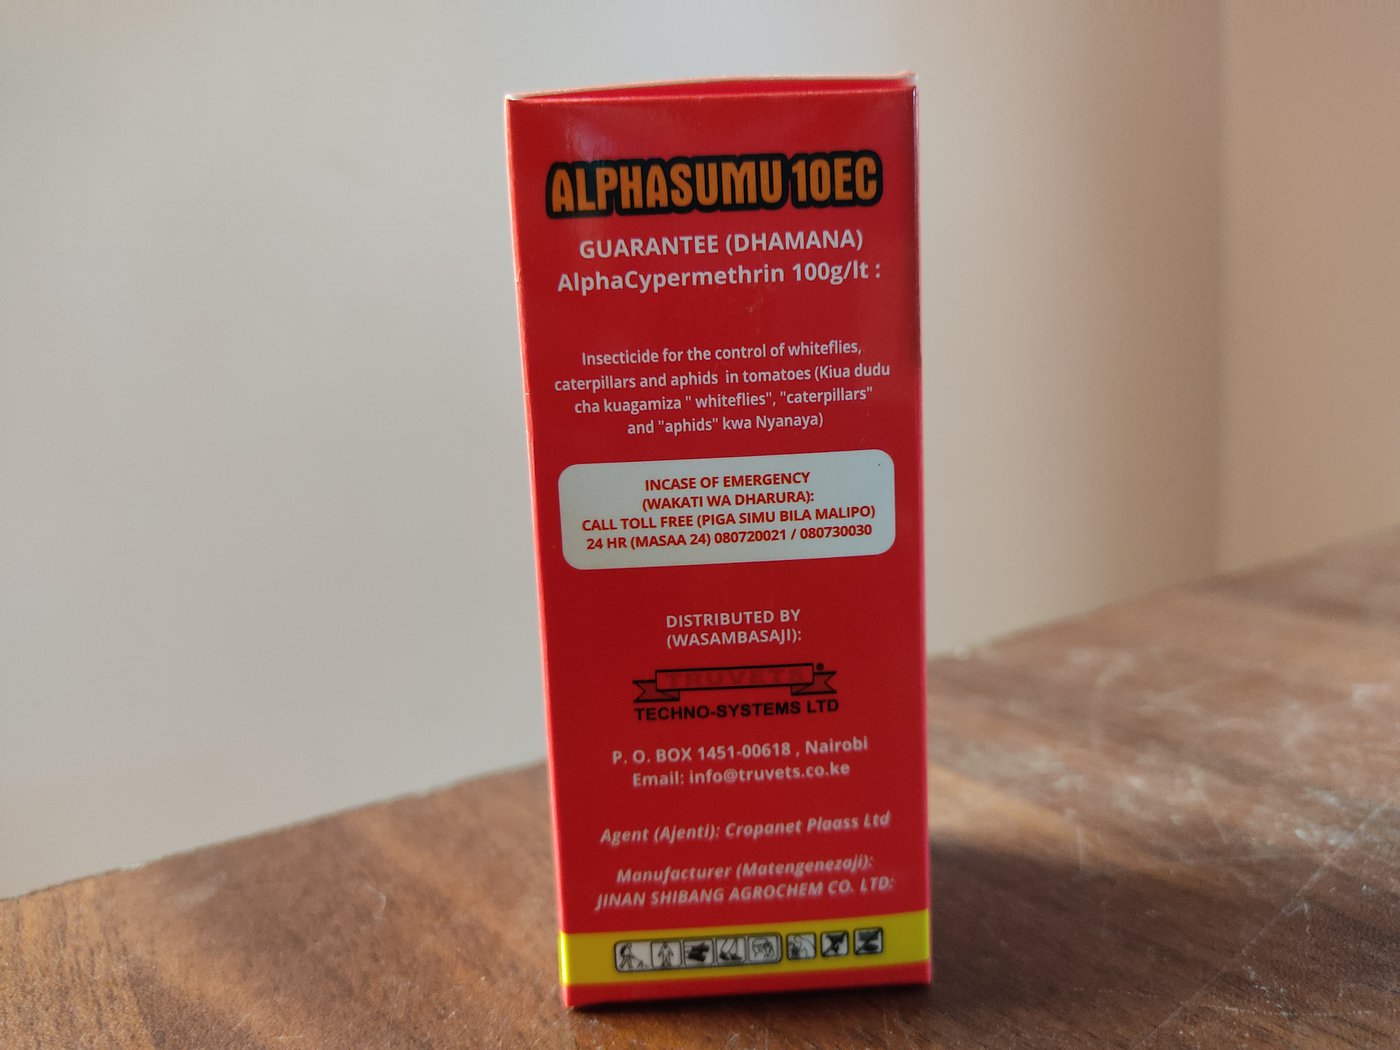 ALPHASUMU 10EC
GUARANTEE (DHAMANA)
AlphaCypermethrin 100g/lt :
Insecticide for the control of whiteflies,
caterpillars and aphids in tomatoes (Kiua dudu
cha kuagamiza " whiteflies", "caterpillars"
and "aphids" kwa Nyanaya)
INCASE OF EMERGENCY
(WAKATI WA DHARURA):
CALL TOLL FREE (PIGA SIMU BILA MALIPO)
24 HR (MASAA 24) 080720021 / 080730030
DISTRIBUTED BY
(WASAMBASAJI):
TRUVETS®
TECHNO-SYSTEMS LTD
P. O. BOX 1451-00618 , Nairobi
Email: info@truvets.co.ke
Agent (Ajenti): Cropanet Plaass Ltd
Manufacturer (Matengenezaji):
JINAN SHIBANG AGROCHEM CO. LTD: